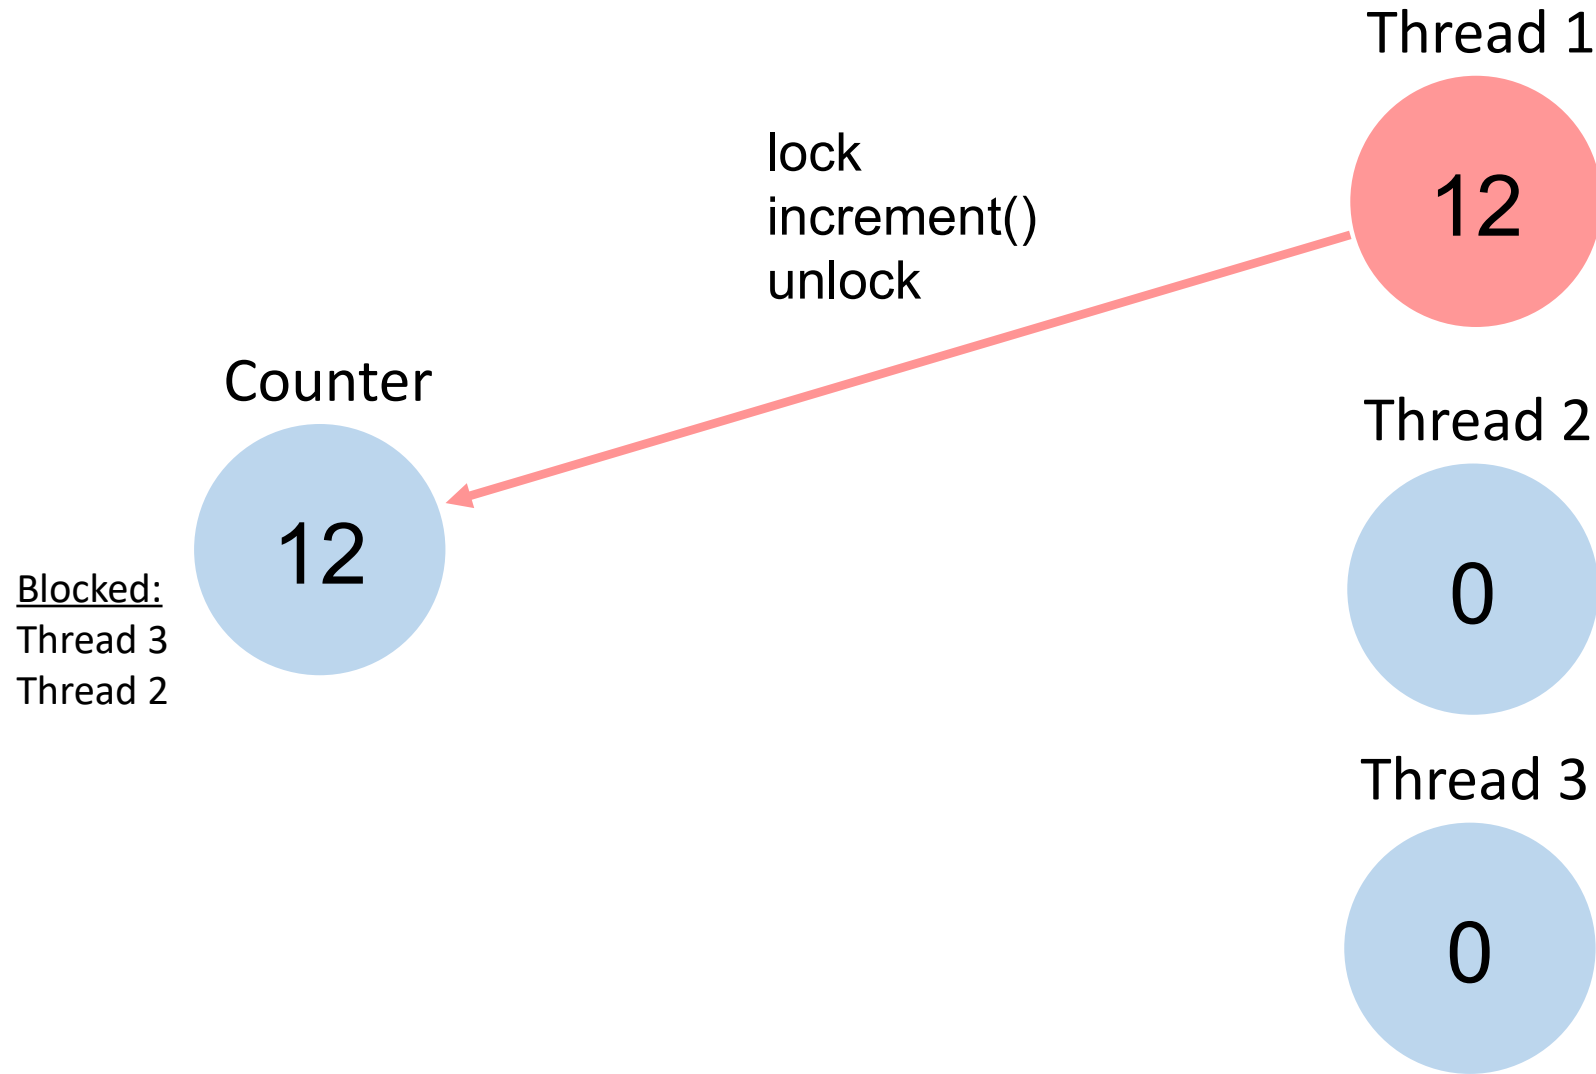 Thread 1
12
lock
increment()
unlock
Counter
12
Blocked:
Thread 3
Thread 2
Thread 2
0
Thread 3
0